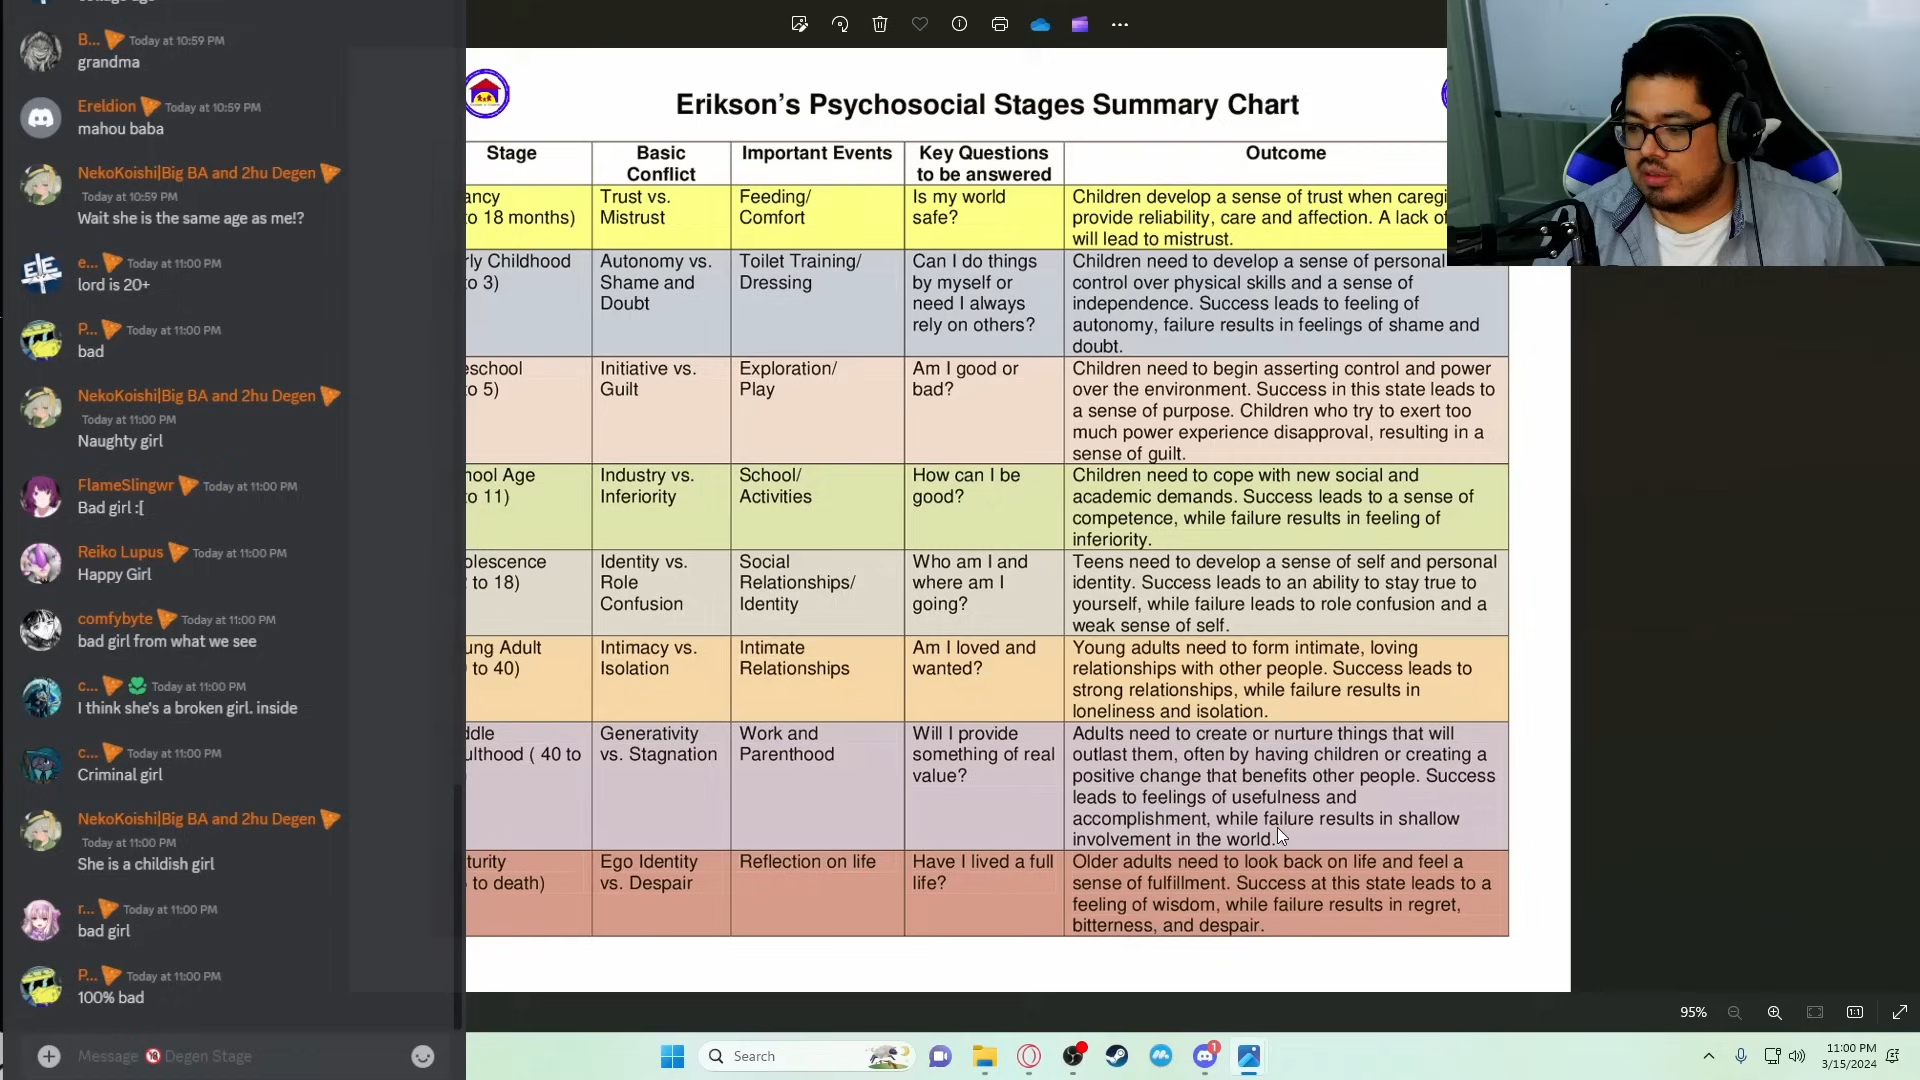 B... Today at 10:59 PM
grandma
Ereldion Today at 10:59 PM
mahou baba
NekoKoishi|Big BA and 2hu Degen
Today at 10:59 PM
Wait she is the same age as me!?
e... Today at 11:00 PM
lord is 20+
P... Today at 11:00 PM
bad
NekoKoishi|Big BA and 2hu Degen
Today at 11:00 PM
Naughty girl
FlameSlingwr Today at 11:00 PM
Bad girl :[
Reiko Lupus Today at 11:00 PM
Happy Girl
comfybyte Today at 11:00 PM
bad girl from what we see
c... Today at 11:00 PM
I think she's a broken girl. inside
c... Today at 11:00 PM
Criminal girl
NekoKoishi|Big BA and 2hu Degen
Today at 11:00 PM
She is a childish girl
r... Today at 11:00 PM
bad girl
P... Today at 11:00 PM
100% bad
Message 🔞 Degen Stage
Erikson's Psychosocial Stages Summary Chart
Stage
Basic
Conflict
Important Events
Key Questions
to be answered
Outcome
ancy
to 18 months)
Trust vs.
Mistrust
Feeding/
Comfort
Is my world
safe?
Children develop a sense of trust when caregi
provide reliability, care and affection. A lack of
will lead to mistrust.
rly Childhood
to 3)
Autonomy vs.
Shame and
Doubt
Toilet Training/
Dressing
Can I do things
by myself or
need I always
rely on others?
Children need to develop a sense of personal
control over physical skills and a sense of
independence. Success leads to feeling of
autonomy, failure results in feelings of shame and
doubt.
eschool
to 5)
Initiative vs.
Guilt
Exploration/
Play
Am I good or
bad?
Children need to begin asserting control and power
over the environment. Success in this state leads to
a sense of purpose. Children who try to exert too
much power experience disapproval, resulting in a
sense of guilt.
hool Age
to 11)
Industry vs.
Inferiority
School/
Activities
How can I be
good?
Children need to cope with new social and
academic demands. Success leads to a sense of
competence, while failure results in feeling of
inferiority.
olescence
to 18)
Identity vs.
Role
Confusion
Social
Relationships/
Identity
Who am I and
where am I
going?
Teens need to develop a sense of self and personal
identity. Success leads to an ability to stay true to
yourself, while failure leads to role confusion and a
weak sense of self.
ung Adult
to 40)
Intimacy vs.
Isolation
Intimate
Relationships
Am I loved and
wanted?
Young adults need to form intimate, loving
relationships with other people. Success leads to
strong relationships, while failure results in
loneliness and isolation.
ddle
ulthood ( 40 to
Generativity
vs. Stagnation
Work and
Parenthood
Will I provide
something of real
value?
Adults need to create or nurture things that will
outlast them, often by having children or creating a
positive change that benefits other people. Success
leads to feelings of usefulness and
accomplishment, while failure results in shallow
involvement in the world.
turity
to death)
Ego Identity
vs. Despair
Reflection on life
Have I lived a full
life?
Older adults need to look back on life and feel a
sense of fulfillment. Success at this state leads to a
feeling of wisdom, while failure results in regret,
bitterness, and despair.
95%
Search
1
11:00 PM
3/15/2024